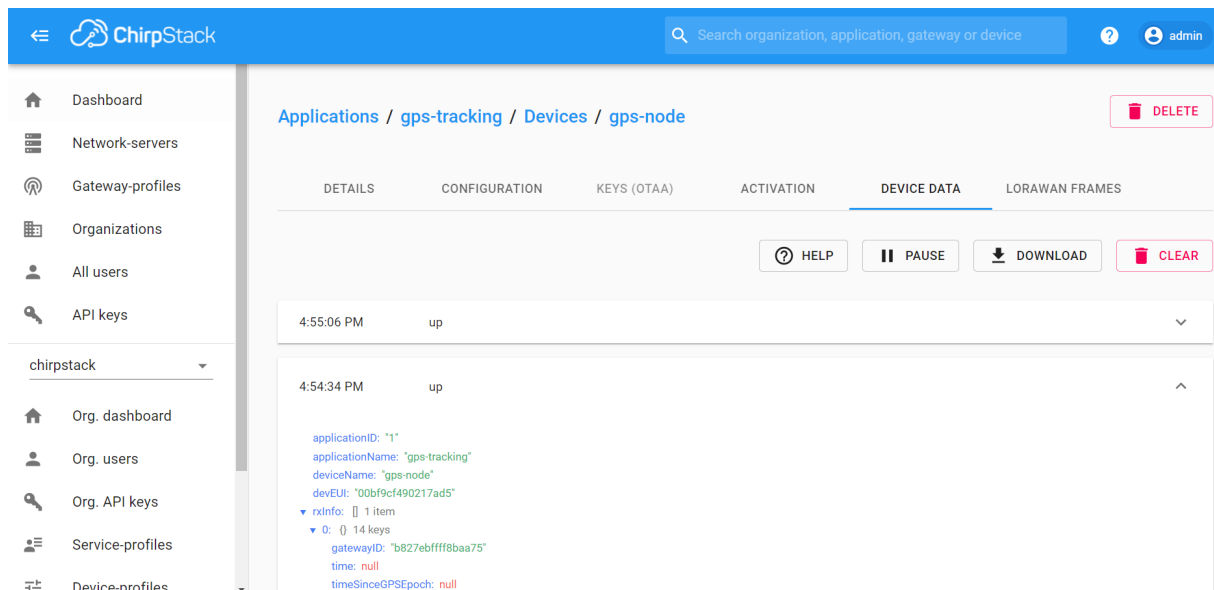 ChirpStack
Search organization, application, gateway or device
? admin
Dashboard
Network-servers
Gateway-profiles
Organizations
All users
API keys
chirpstack
Org. dashboard
Org. users
Org. API keys
Service-profiles
Device-profiles
Applications / gps-tracking / Devices / gps-node
DELETE
DETAILS CONFIGURATION KEYS (OTAA) ACTIVATION DEVICE DATA LORAWAN FRAMES
? HELP PAUSE DOWNLOAD CLEAR
4:55:06 PM up
4:54:34 PM up
applicationID: "1"
applicationName: "gps-tracking"
deviceName: "gps-node"
devEUI: "00bf9cf490217ad5"
rxInfo: [] 1 item
0: {} 14 keys
gatewayID: "b827ebffff8baa75"
time: null
timeSinceGPSEpoch: null